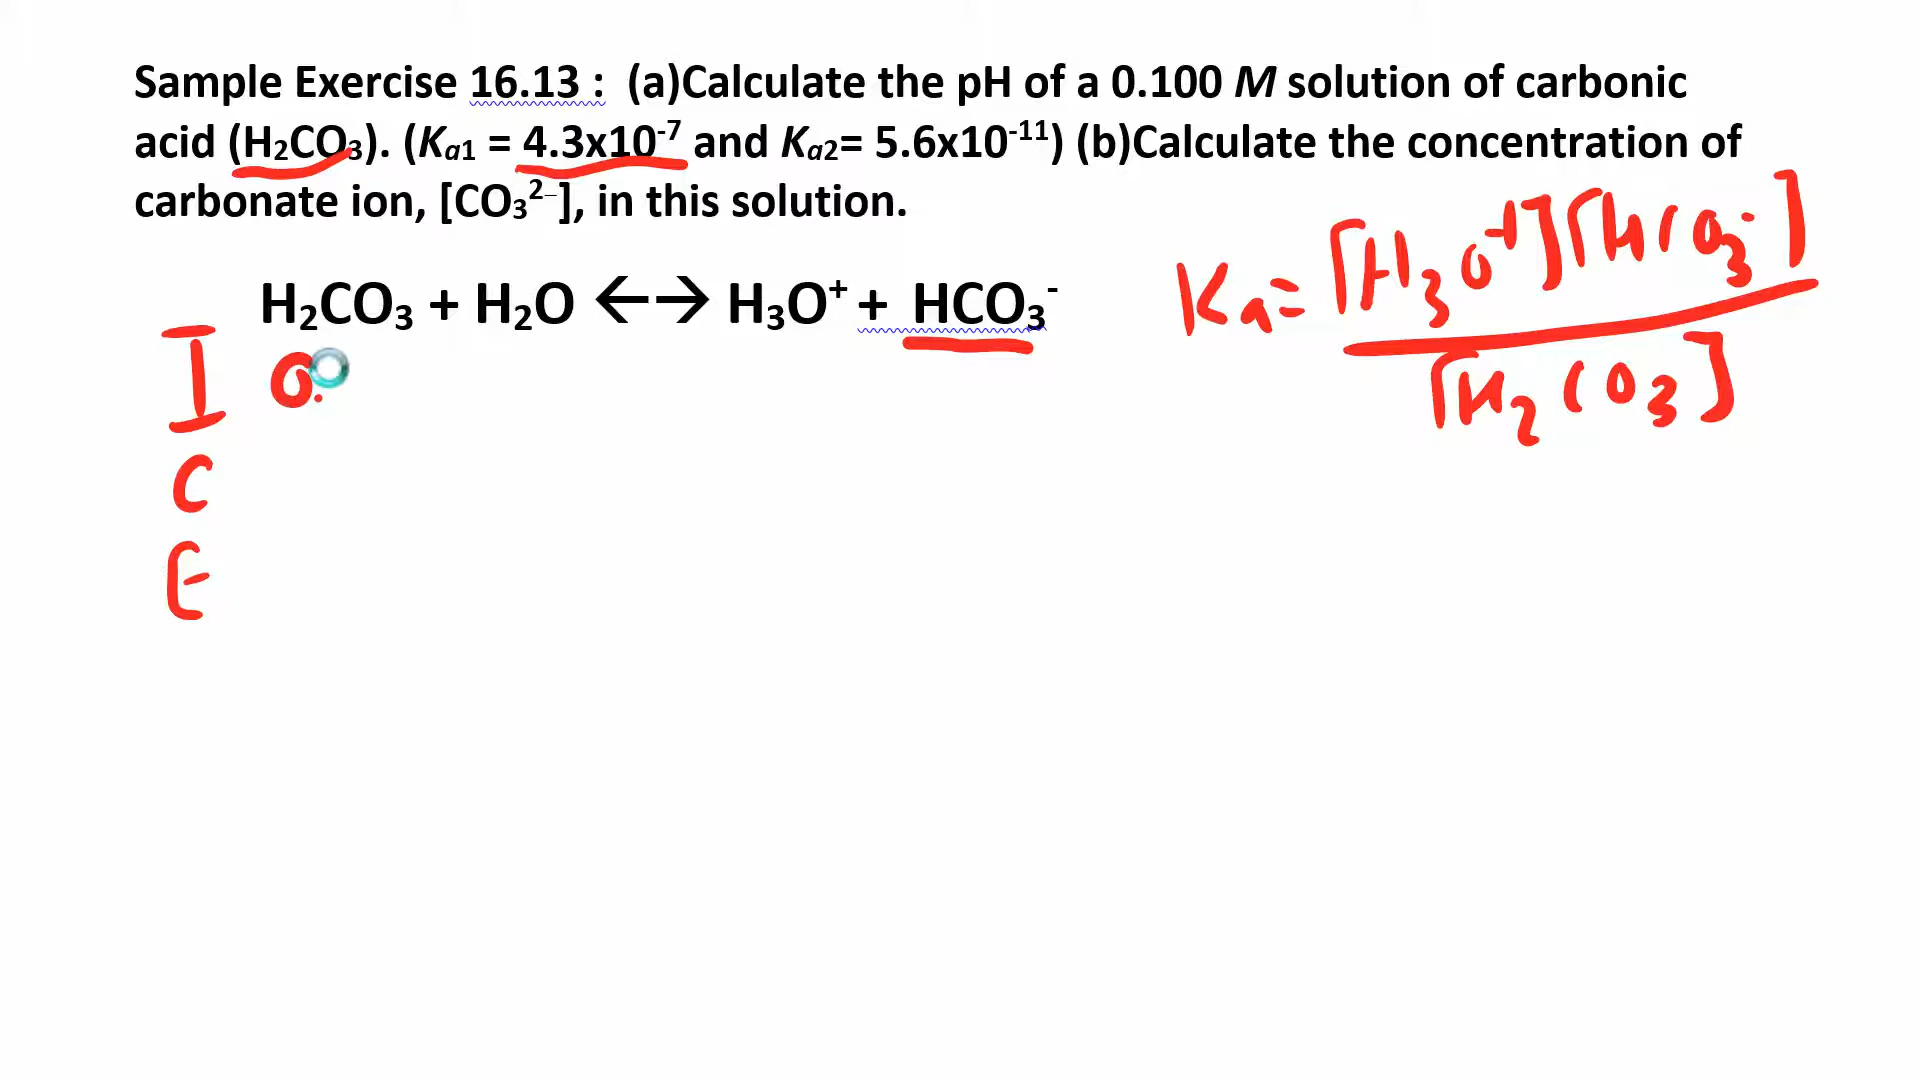 Sample Exercise 16.13 : (a)Calculate the pH of a 0.100 M solution of carbonic
acid (H₂CO₃). (Kₐ₁ = 4.3x10⁻⁷ and Kₐ₂= 5.6x10⁻¹¹) (b)Calculate the concentration of
carbonate ion, [CO₃²⁻], in this solution.
H₂CO₃ + H₂O ←→ H₃O⁺ + HCO₃⁻
Ka = [H₃O⁺][HCO₃⁻]
[H₂CO₃]
I 0.
C
E